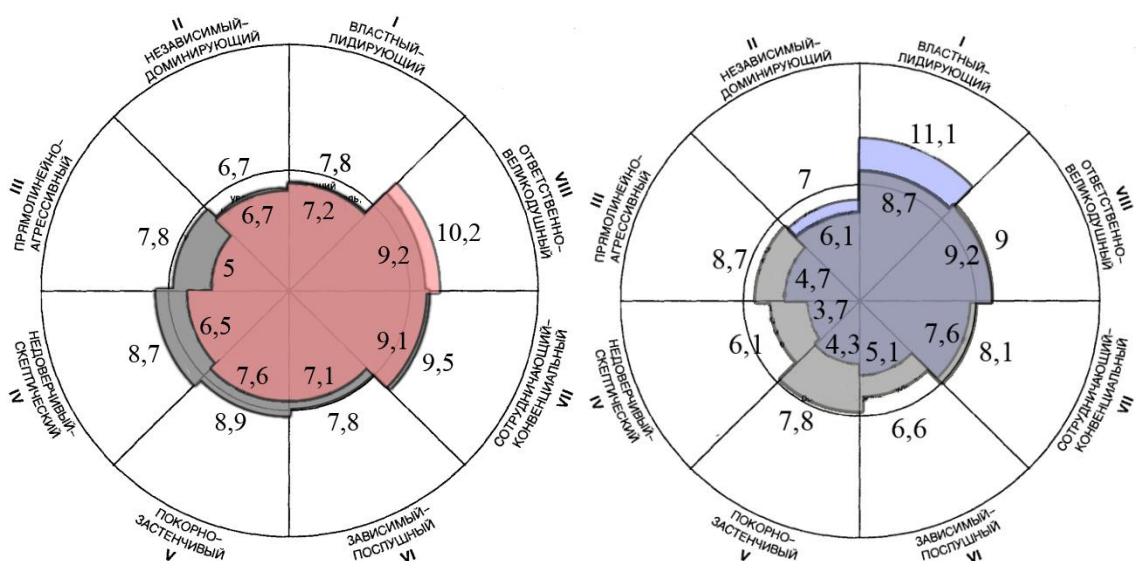 I
ВЛАСТНЫЙ–
ЛИДИРУЮЩИЙ
II
НЕЗАВИСИМЫЙ–
ДОМИНИРУЮЩИЙ
III
ПРЯМОЛИНЕЙНО–
АГРЕССИВНЫЙ
IV
НЕДОВЕРЧИВЫЙ–
СКЕПТИЧЕСКИЙ
V
ПОКОРНО–
ЗАСТЕНЧИВЫЙ
VI
ЗАВИСИМЫЙ–
ПОСЛУШНЫЙ
VII
СОТРУДНИЧАЮЩИЙ–
КОНВЕНЦИАЛЬНЫЙ
VIII
ОТВЕТСТВЕННО–
ВЕЛИКОДУШНЫЙ
6,7
7,8
6,7
7,2
7,8
5
9,2
10,2
6,5
9,1
8,7
9,5
7,6
7,1
8,9
7,8
I
ВЛАСТНЫЙ–
ЛИДИРУЮЩИЙ
II
НЕЗАВИСИМЫЙ–
ДОМИНИРУЮЩИЙ
III
ПРЯМОЛИНЕЙНО–
АГРЕССИВНЫЙ
IV
НЕДОВЕРЧИВЫЙ–
СКЕПТИЧЕСКИЙ
V
ПОКОРНО–
ЗАСТЕНЧИВЫЙ
VI
ЗАВИСИМЫЙ–
ПОСЛУШНЫЙ
VII
СОТРУДНИЧАЮЩИЙ–
КОНВЕНЦИАЛЬНЫЙ
VIII
ОТВЕТСТВЕННО–
ВЕЛИКОДУШНЫЙ
11,1
7
8,7
6,1
8,7
4,7
9,2
9
3,7
7,6
6,1
4,3
5,1
8,1
7,8
6,6